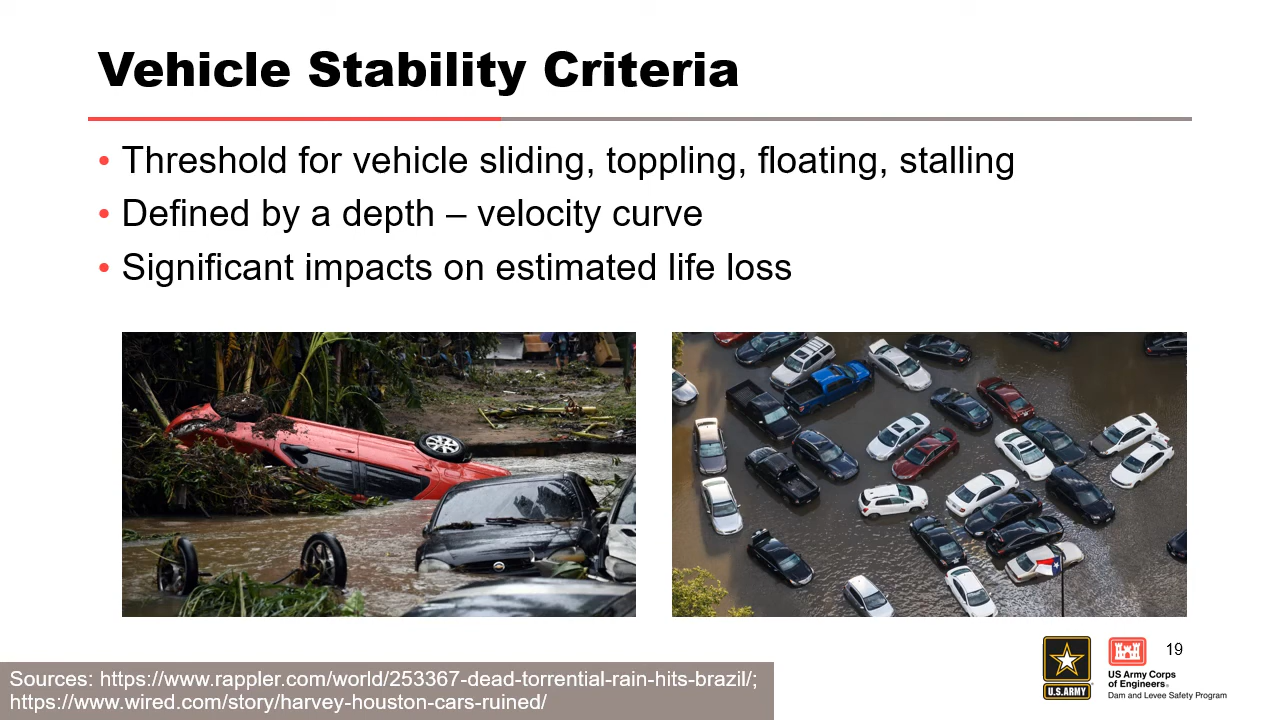 Vehicle Stability Criteria
• Threshold for vehicle sliding, toppling, floating, stalling
• Defined by a depth – velocity curve
• Significant impacts on estimated life loss
19
U.S. ARMY
US Army Corps
of Engineers®
Dam and Levee Safety Program
Sources: https://www.rappler.com/world/253367-dead-torrential-rain-hits-brazil/;
https://www.wired.com/story/harvey-houston-cars-ruined/